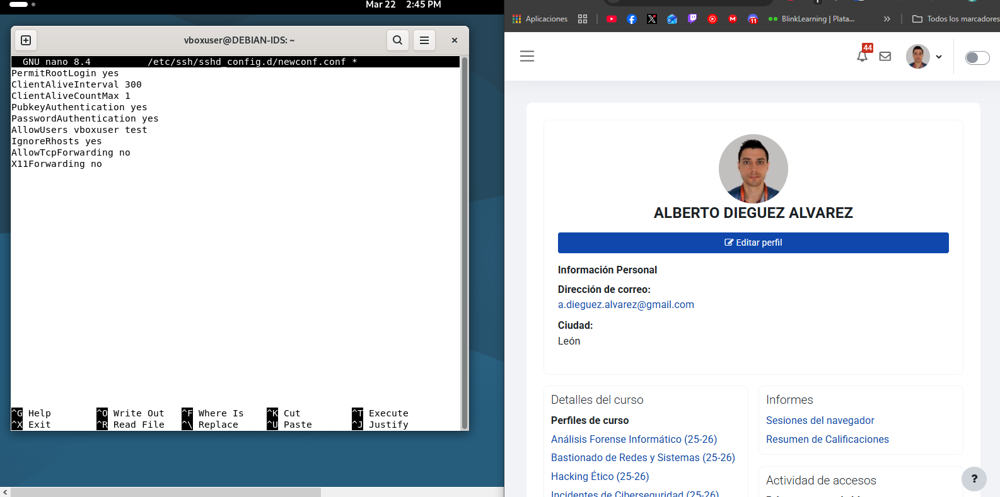 Mar 22 2:45 PM
vboxuser@DEBIAN-IDS: ~
GNU nano 8.4 /etc/ssh/sshd_config.d/newconf.conf *
PermitRootLogin yes
ClientAliveInterval 300
ClientAliveCountMax 1
PubkeyAuthentication yes
PasswordAuthentication yes
AllowUsers vboxuser test
IgnoreRhosts yes
AllowTcpForwarding no
X11Forwarding no
^G Help ^O Write Out ^F Where Is ^K Cut ^T Execute
^X Exit ^R Read File ^\ Replace ^U Paste ^J Justify
Aplicaciones BlinkLearning | Plata... » Todos los marcadores
44
ALBERTO DIEGUEZ ALVAREZ
Editar perfil
Información Personal
Dirección de correo:
a.dieguez.alvarez@gmail.com
Ciudad:
León
Detalles del curso
Perfiles de curso
Análisis Forense Informático (25-26)
Bastionado de Redes y Sistemas (25-26)
Hacking Ético (25-26)
Incidentes de Ciberseguridad (25-26)
Informes
Sesiones del navegador
Resumen de Calificaciones
Actividad de accesos
?